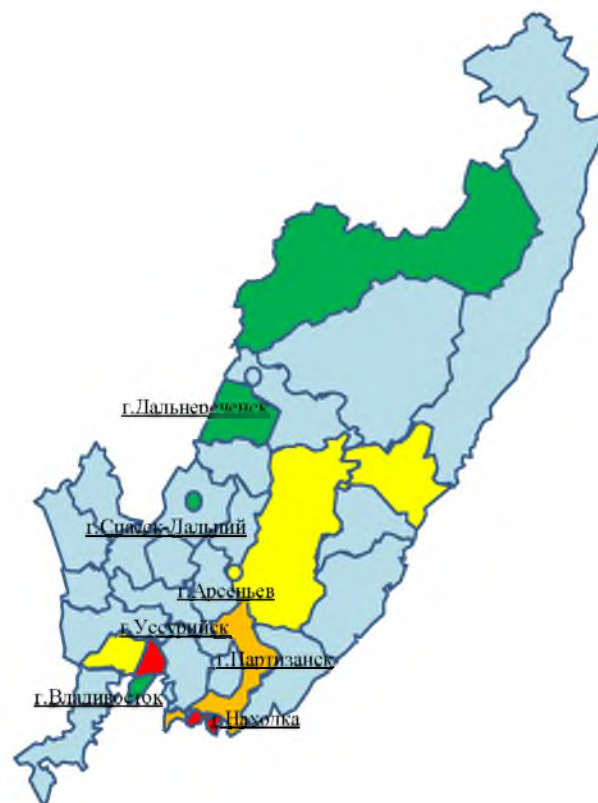 г.Дальнереченск
г.Спасск-Дальний
г.Арсеньев
г.Уссурийск
г.Партизанск
г.Владивосток
г.Находка